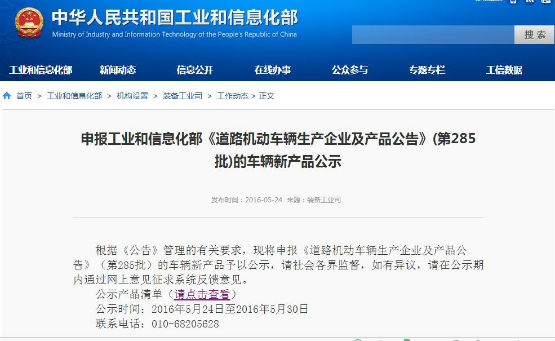 中华人民共和国工业和信息化部
Ministry of Industry and Information Technology of the People's Republic of China
搜 索
工业和信息化部 新闻动态 信息公开 在线办事 公众参与 专题专栏 工信数据
首页 > 工业和信息化部 > 机构设置 > 装备工业司 > 工作动态 > 正文
申报工业和信息化部《道路机动车辆生产企业及产品公告》(第285
批)的车辆新产品公示
发布时间：2016-05-24 来源：装备工业司
根据《公告》管理的有关要求，现将申报《道路机动车辆生产企业及产品公
告》（第285批）的车辆新产品予以公示，请社会各界监督，如有异议，请在公示期
内通过网上意见征求系统反馈意见。
公示产品清单（请点击查看）
公示时间：2016年5月24日至2016年5月30日
联系电话：010-68205628